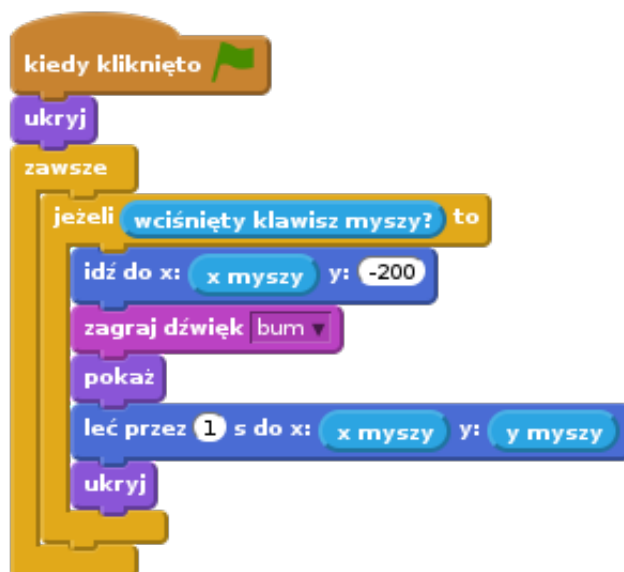 kiedy kliknięto
ukryj
zawsze
jeżeli wciśnięty klawisz myszy? to
idź do x: x myszy y: -200
zagraj dźwięk bum
pokaż
leć przez 1 s do x: x myszy y: y myszy
ukryj